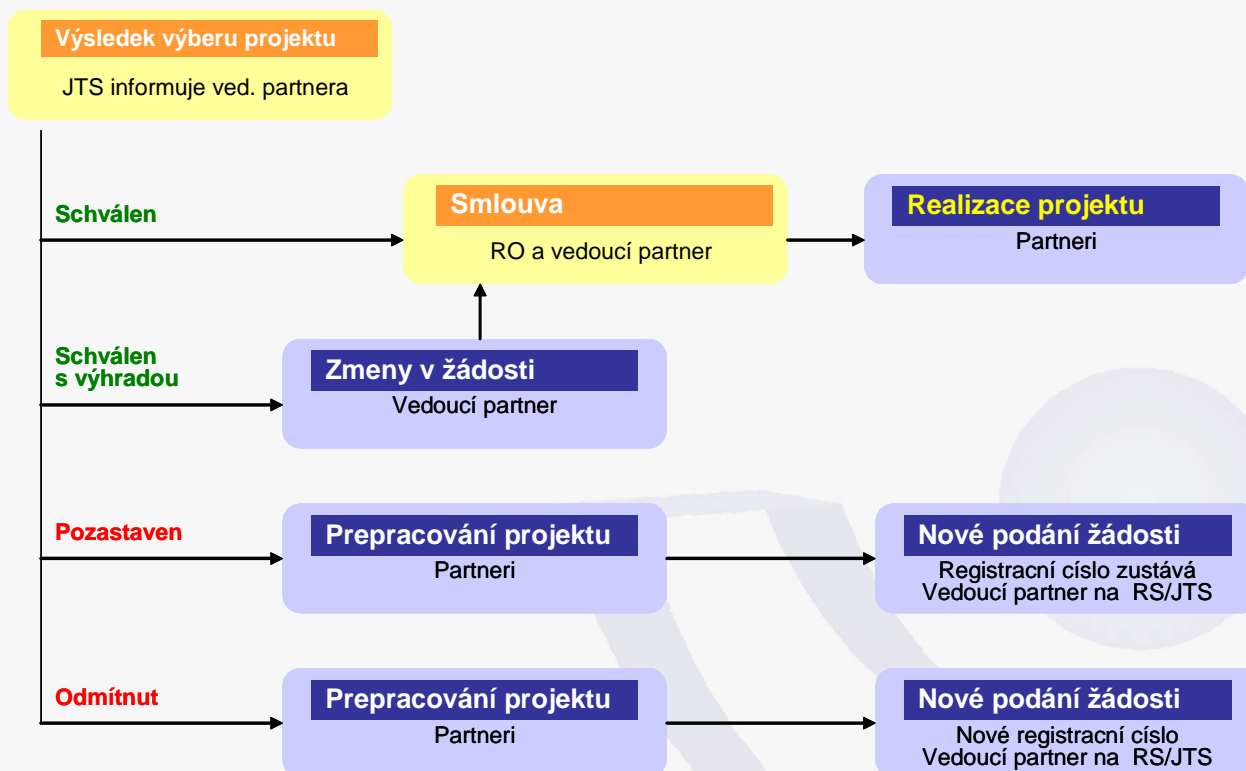 Výsledek výberu projektu
JTS informuje ved. partnera
Schválen
Smlouva
RO a vedoucí partner
Realizace projektu
Partneri
Schválen
s výhradou
Zmeny v žádosti
Vedoucí partner
Pozastaven
Prepracování projektu
Partneri
Nové podání žádosti
Registracní císlo zustává
Vedoucí partner na RS/JTS
Odmítnut
Prepracování projektu
Partneri
Nové podání žádosti
Nové registracní císlo
Vedoucí partner na RS/JTS